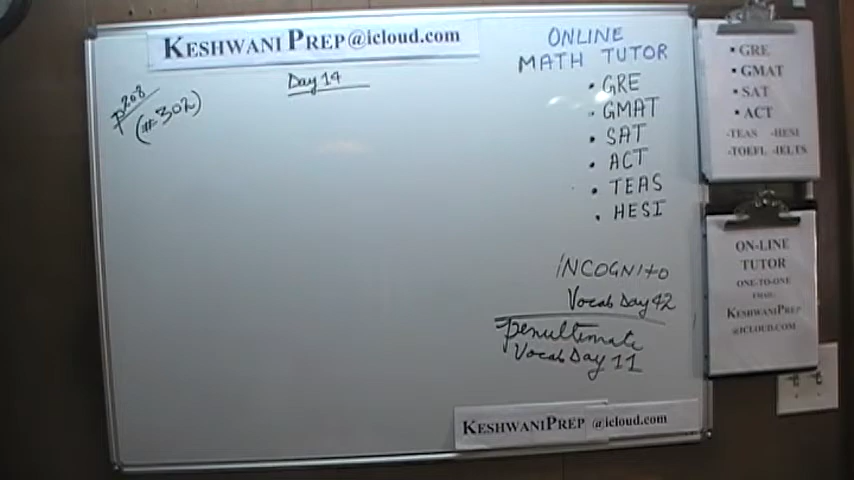 KESHWANI PREP@icloud.com
Day 14
p208
(#302)
ONLINE
MATH TUTOR
• GRE
• GMAT
• SAT
• ACT
• TEAS
• HESI
INCOGNITO
Vocab Day 42
penultimate
Vocab Day 11
KESHWANIPREP @icloud.com
▪ GRE
▪ GMAT
▪ SAT
▪ ACT
-TEAS -HESI
-TOEFL -IELTS
ON-LINE
TUTOR
ONE-TO-ONE
EMAIL:
KESHWANIPREP
@ICLOUD.COM